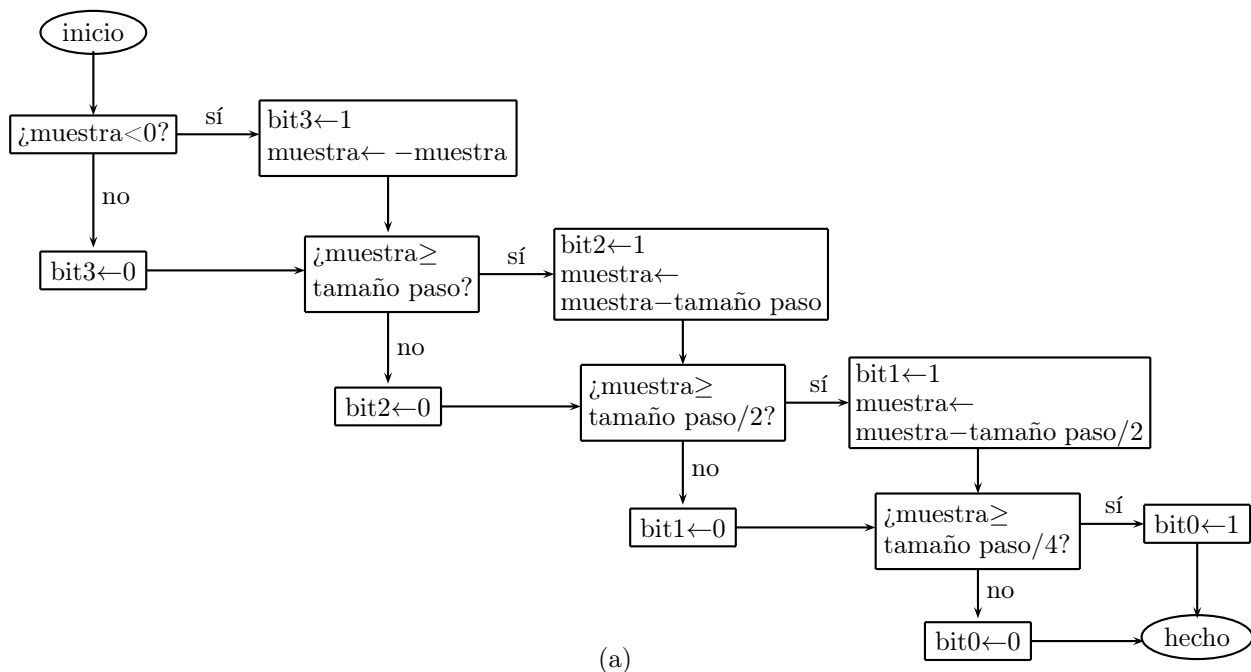 inicio
¿muestra<0?
sí
bit3←1
muestra← −muestra
no
bit3←0
¿muestra≥
tamaño paso?
sí
bit2←1
muestra←
muestra−tamaño paso
no
bit2←0
¿muestra≥
tamaño paso/2?
sí
bit1←1
muestra←
muestra−tamaño paso/2
no
bit1←0
¿muestra≥
tamaño paso/4?
sí
bit0←1
no
bit0←0
hecho
(a)